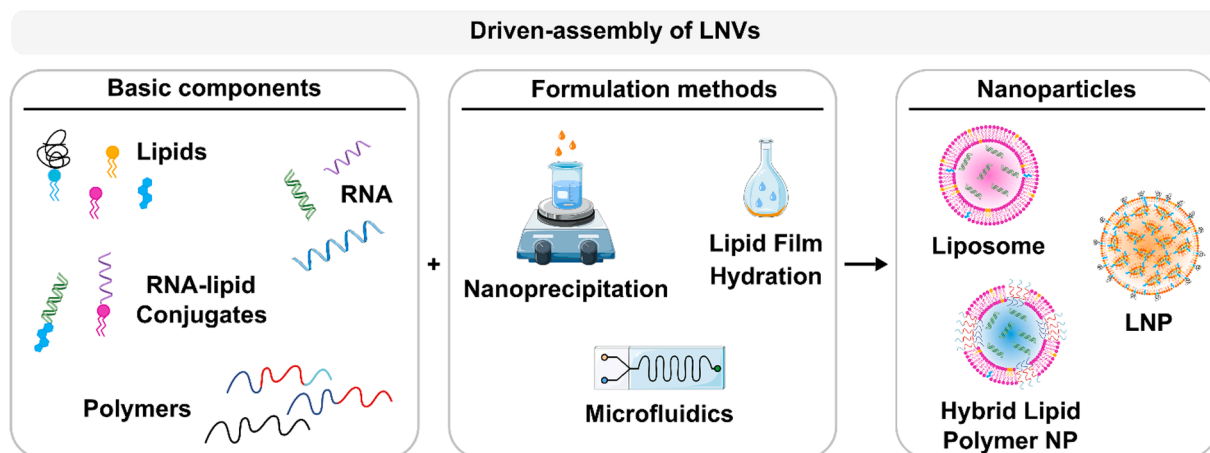 Driven-assembly of LNVs
Basic components
Lipids
RNA
RNA-lipid
Conjugates
Polymers
+
Formulation methods
Nanoprecipitation
Lipid Film
Hydration
Microfluidics
Nanoparticles
Liposome
LNP
Hybrid Lipid
Polymer NP